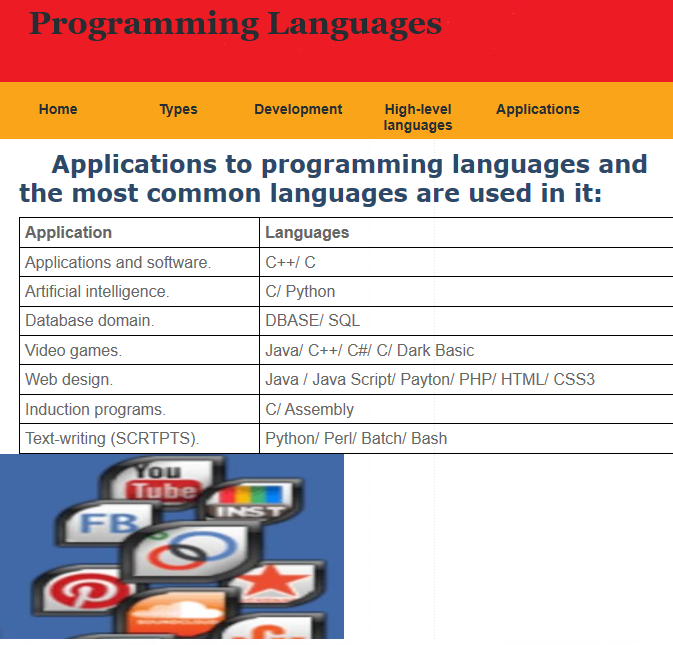 Programming Languages
Home Types Development High-level languages Applications
Applications to programming languages and
the most common languages are used in it:
Application Languages
Applications and software. C++/ C
Artificial intelligence. C/ Python
Database domain. DBASE/ SQL
Video games. Java/ C++/ C#/ C/ Dark Basic
Web design. Java / Java Script/ Payton/ PHP/ HTML/ CSS3
Induction programs. C/ Assembly
Text-writing (SCRTPTS). Python/ Perl/ Batch/ Bash
You
Tube
INST
FB
SOUNDCLOUD